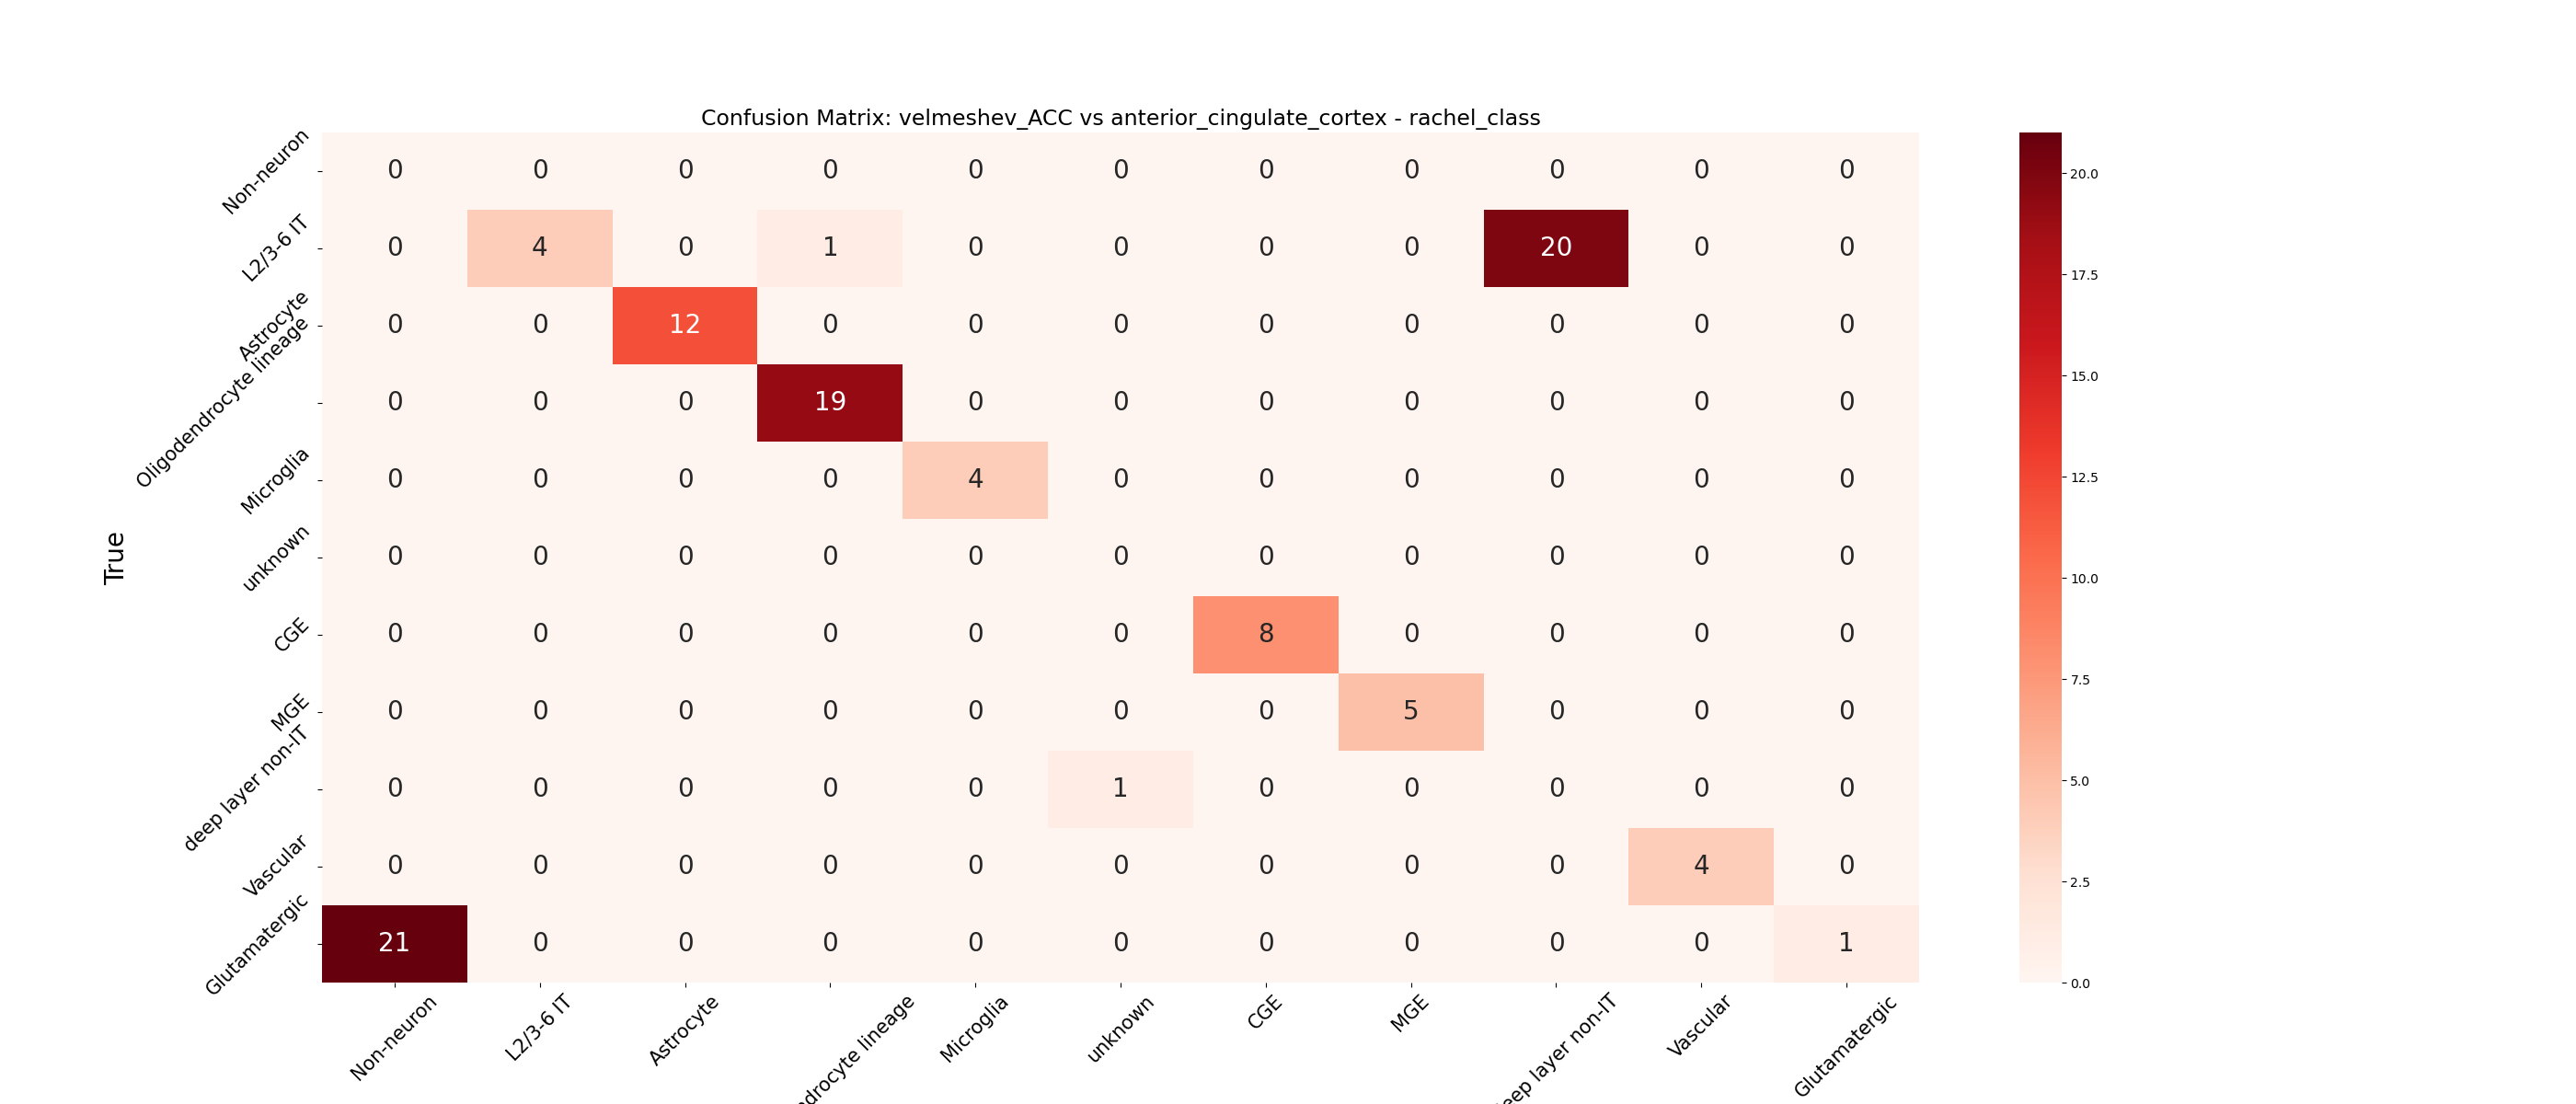 Confusion Matrix: velmeshev_ACC vs anterior_cingulate_cortex - rachel_class
True
Non-neuron 0 0 0 0 0 0 0 0 0 0 0
L2/3-6 IT 0 4 0 1 0 0 0 0 20 0 0
Astrocyte 0 0 12 0 0 0 0 0 0 0 0
Oligodendrocyte lineage 0 0 0 19 0 0 0 0 0 0 0
Microglia 0 0 0 0 4 0 0 0 0 0 0
unknown 0 0 0 0 0 0 0 0 0 0 0
CGE 0 0 0 0 0 0 8 0 0 0 0
MGE 0 0 0 0 0 0 0 5 0 0 0
deep layer non-IT 0 0 0 0 0 1 0 0 0 0 0
Vascular 0 0 0 0 0 0 0 0 0 4 0
Glutamatergic 21 0 0 0 0 0 0 0 0 0 1
Non-neuron L2/3-6 IT Astrocyte lineage Microglia unknown CGE MGE layer non-IT Vascular Glutamatergic
20.0
17.5
15.0
12.5
10.0
7.5
5.0
2.5
0.0